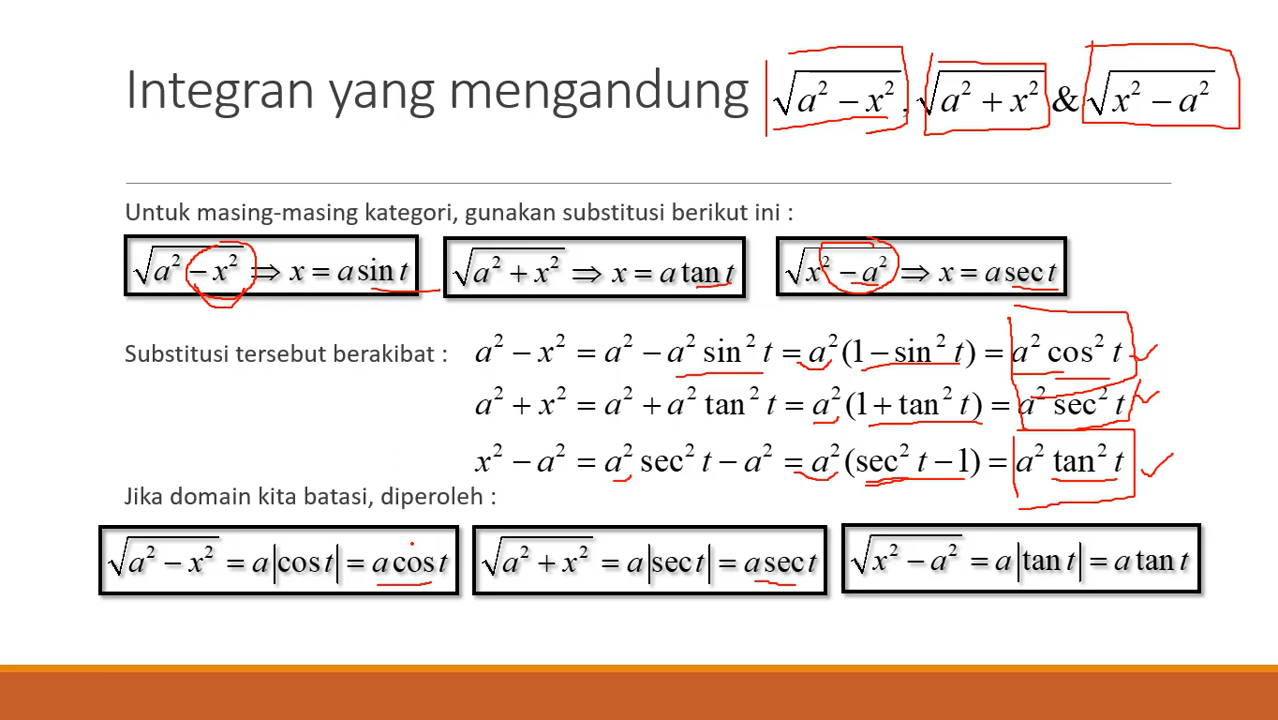 Integran yang mengandung √(a² − x²), √(a² + x²) & √(x² − a²)
Untuk masing-masing kategori, gunakan substitusi berikut ini :
√(a² − x²) ⇒ x = a sin t
√(a² + x²) ⇒ x = a tan t
√(x² − a²) ⇒ x = a sec t
Substitusi tersebut berakibat : a² − x² = a² − a² sin² t = a²(1 − sin² t) = a² cos² t
a² + x² = a² + a² tan² t = a²(1 + tan² t) = a² sec² t
x² − a² = a² sec² t − a² = a²(sec² t − 1) = a² tan² t
Jika domain kita batasi, diperoleh :
√(a² − x²) = a|cos t| = a cos t
√(a² + x²) = a|sec t| = a sec t
√(x² − a²) = a|tan t| = a tan t